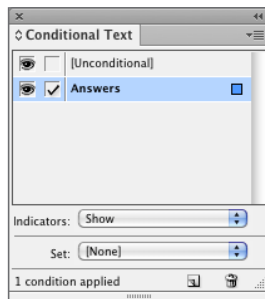 Conditional Text
[Unconditional]
Answers
Indicators: Show
Set: [None]
1 condition applied